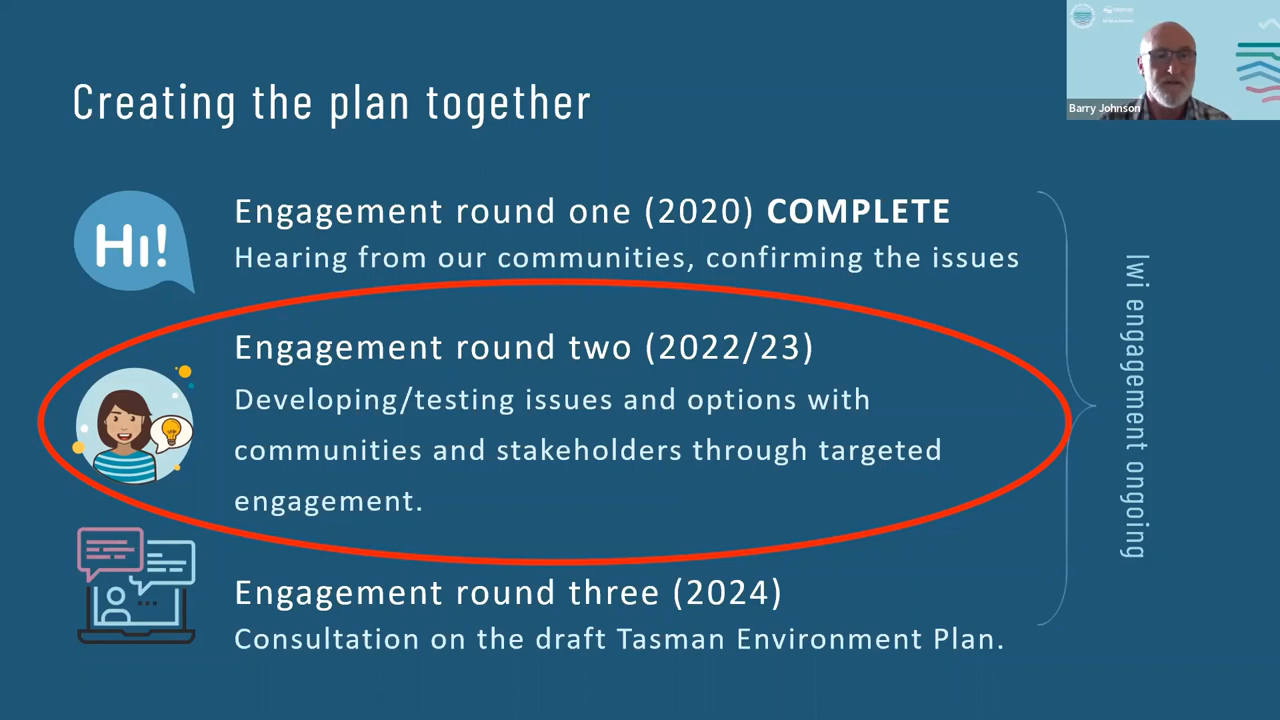 Creating the plan together
Barry Johnson
Hi!
Engagement round one (2020) COMPLETE
Hearing from our communities, confirming the issues
Engagement round two (2022/23)
Developing/testing issues and options with
communities and stakeholders through targeted
engagement.
Engagement round three (2024)
Consultation on the draft Tasman Environment Plan.
Iwi engagement ongoing